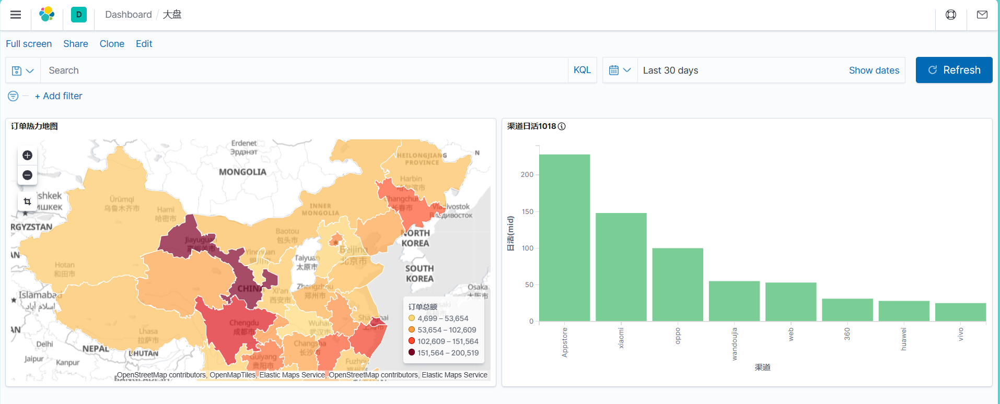 D Dashboard / 大盘
Full screen Share Clone Edit
Search KQL Last 30 days Show dates Refresh
+ Add filter
订单热力地图
Erdenet
Эрдэнэт
HEILONGJIANG
PROVINCE
N
MONGOLIA
Harbin
哈尔滨市
shkek
ишкек
Ürümqi
乌鲁木齐市
Hami
哈密市
INNER
MONGOLIA
Changchun
长春市
Vladivostok
Владивосток
RGYZSTAN
Baotou
包头市
NORTH
KOREA
Jiayuguan
嘉峪关市
AN
Yinchuan
银川市
Beijing
北京市
Taiyuan
太原市
Hotan
和田市
SOUTH
KOREA
CHINA
Zhengzhou
郑州市
Xi'an
西安市
Osaka
大阪市
Islamabad
اسلام آباد
Chengdu
成都市
Wuhan
武汉市
Shanghai
上海市
AN
Lhasa
拉萨市
Delhi
NEPAL
BHUTAN
Changsha
长沙市
Jaipur
Kanpur
Guiyang
贵阳市
Fuzhou
BANGLADESH
订单总额
4,699 – 53,654
53,654 – 102,609
102,609 – 151,564
151,564 – 200,519
OpenStreetMap contributors, OpenMapTiles, Elastic Maps Service, OpenStreetMap contributors, Elastic Maps Service
渠道日活1018
日活(mid)
200
150
100
50
0
Appstore
xiaomi
oppo
wandoujia
web
360
huawei
vivo
渠道